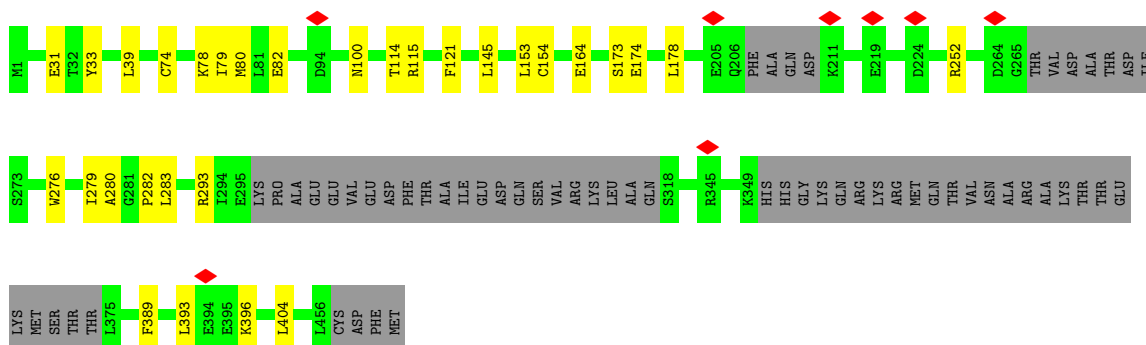 M1 E31 T32 Y33 L39 C74 K78 I79 M80 L81 E82 D94 N100 T114 R115 F121 L145 L153 C154 E164 S173 E174 L178 E205 Q206 PHE ALA GLN ASP K211 E219 D224 R252 D264 G265 THR VAL ASP ALA THR ASP ILE
S273 W276 I279 A280 G281 P282 L283 R293 I294 E295 LYS PRO ALA GLU GLU VAL GLU ASP PHE THR ALA ILE GLU ASP GLN SER VAL ARG LYS LEU ALA GLN S318 R345 K349 HIS HIS GLY LYS GLN ARG LYS ARG MET GLN THR VAL ASN ALA ARG ALA LYS THR THR GLU
LYS MET SER THR THR L375 F389 L393 E394 E395 K396 L404 L456 CYS ASP PHE MET